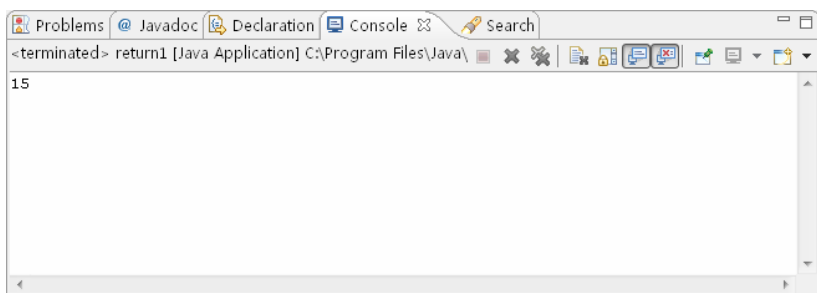 Problems @ Javadoc Declaration Console Search
<terminated> return1 [Java Application] C:\Program Files\Java\
15